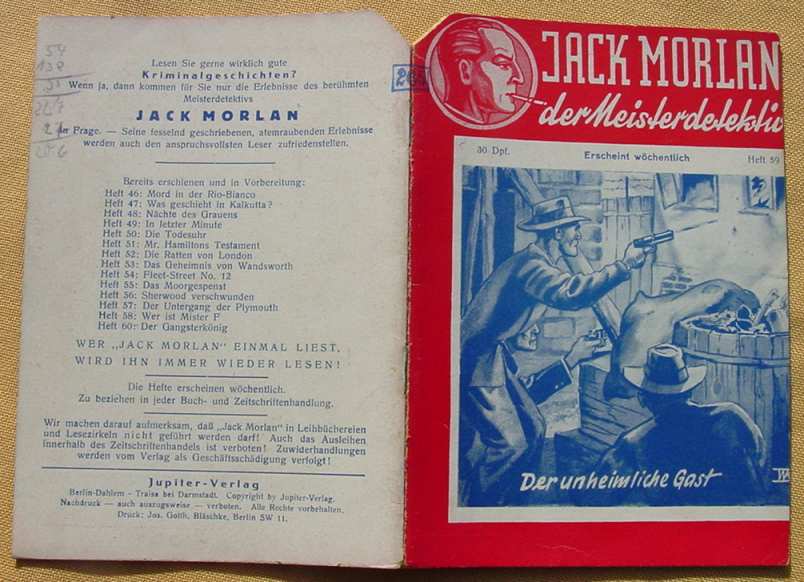 Lesen Sie gerne wirklich gute
Kriminalgeschichten?
Wenn ja, dann kommen für Sie nur die Erlebnisse des berühmten
Meisterdetektivs
JACK MORLAN
in Frage. — Seine fesselnd geschriebenen, atemraubenden Erlebnisse
werden auch den anspruchsvollsten Leser zufriedenstellen.
Bereits erschienen und in Vorbereitung:
Heft 46: Mord in der Rio-Bianco
Heft 47: Was geschieht in Kalkutta?
Heft 48: Nächte des Grauens
Heft 49: In letzter Minute
Heft 50: Die Todesuhr
Heft 51: Mr. Hamiltons Testament
Heft 52: Die Ratten von London
Heft 53: Das Geheimnis von Wandsworth
Heft 54: Fleet-Street No. 12
Heft 55: Das Moorgespenst
Heft 56: Sherwood verschwunden
Heft 57: Der Untergang der Plymouth
Heft 58: Wer ist Mister F
Heft 60: Der Gangsterkönig
WER „JACK MORLAN" EINMAL LIEST,
WIRD IHN IMMER WIEDER LESEN!
Die Hefte erscheinen wöchentlich.
Zu beziehen in jeder Buch- und Zeitschriftenhandlung.
Wir machen darauf aufmerksam, daß „Jack Morlan" in Leihbüchereien
und Lesezirkeln nicht geführt werden darf! Auch das Ausleihen
innerhalb des Zeitschriftenhandels ist verboten! Zuwiderhandlungen
werden vom Verlag als Geschäftsschädigung verfolgt!
Jupiter-Verlag
Berlin-Dahlem - Traisa bei Darmstadt. Copyright by Jupiter-Verlag.
Nachdruck — auch auszugsweise — verboten. Alle Rechte vorbehalten.
Druck: Jos. Gotth. Bläschke, Berlin SW 11.
JACK MORLAN
der Meisterdetektiv
30 Dpf.
Erscheint wöchentlich
Heft 59
Der unheimliche Gast